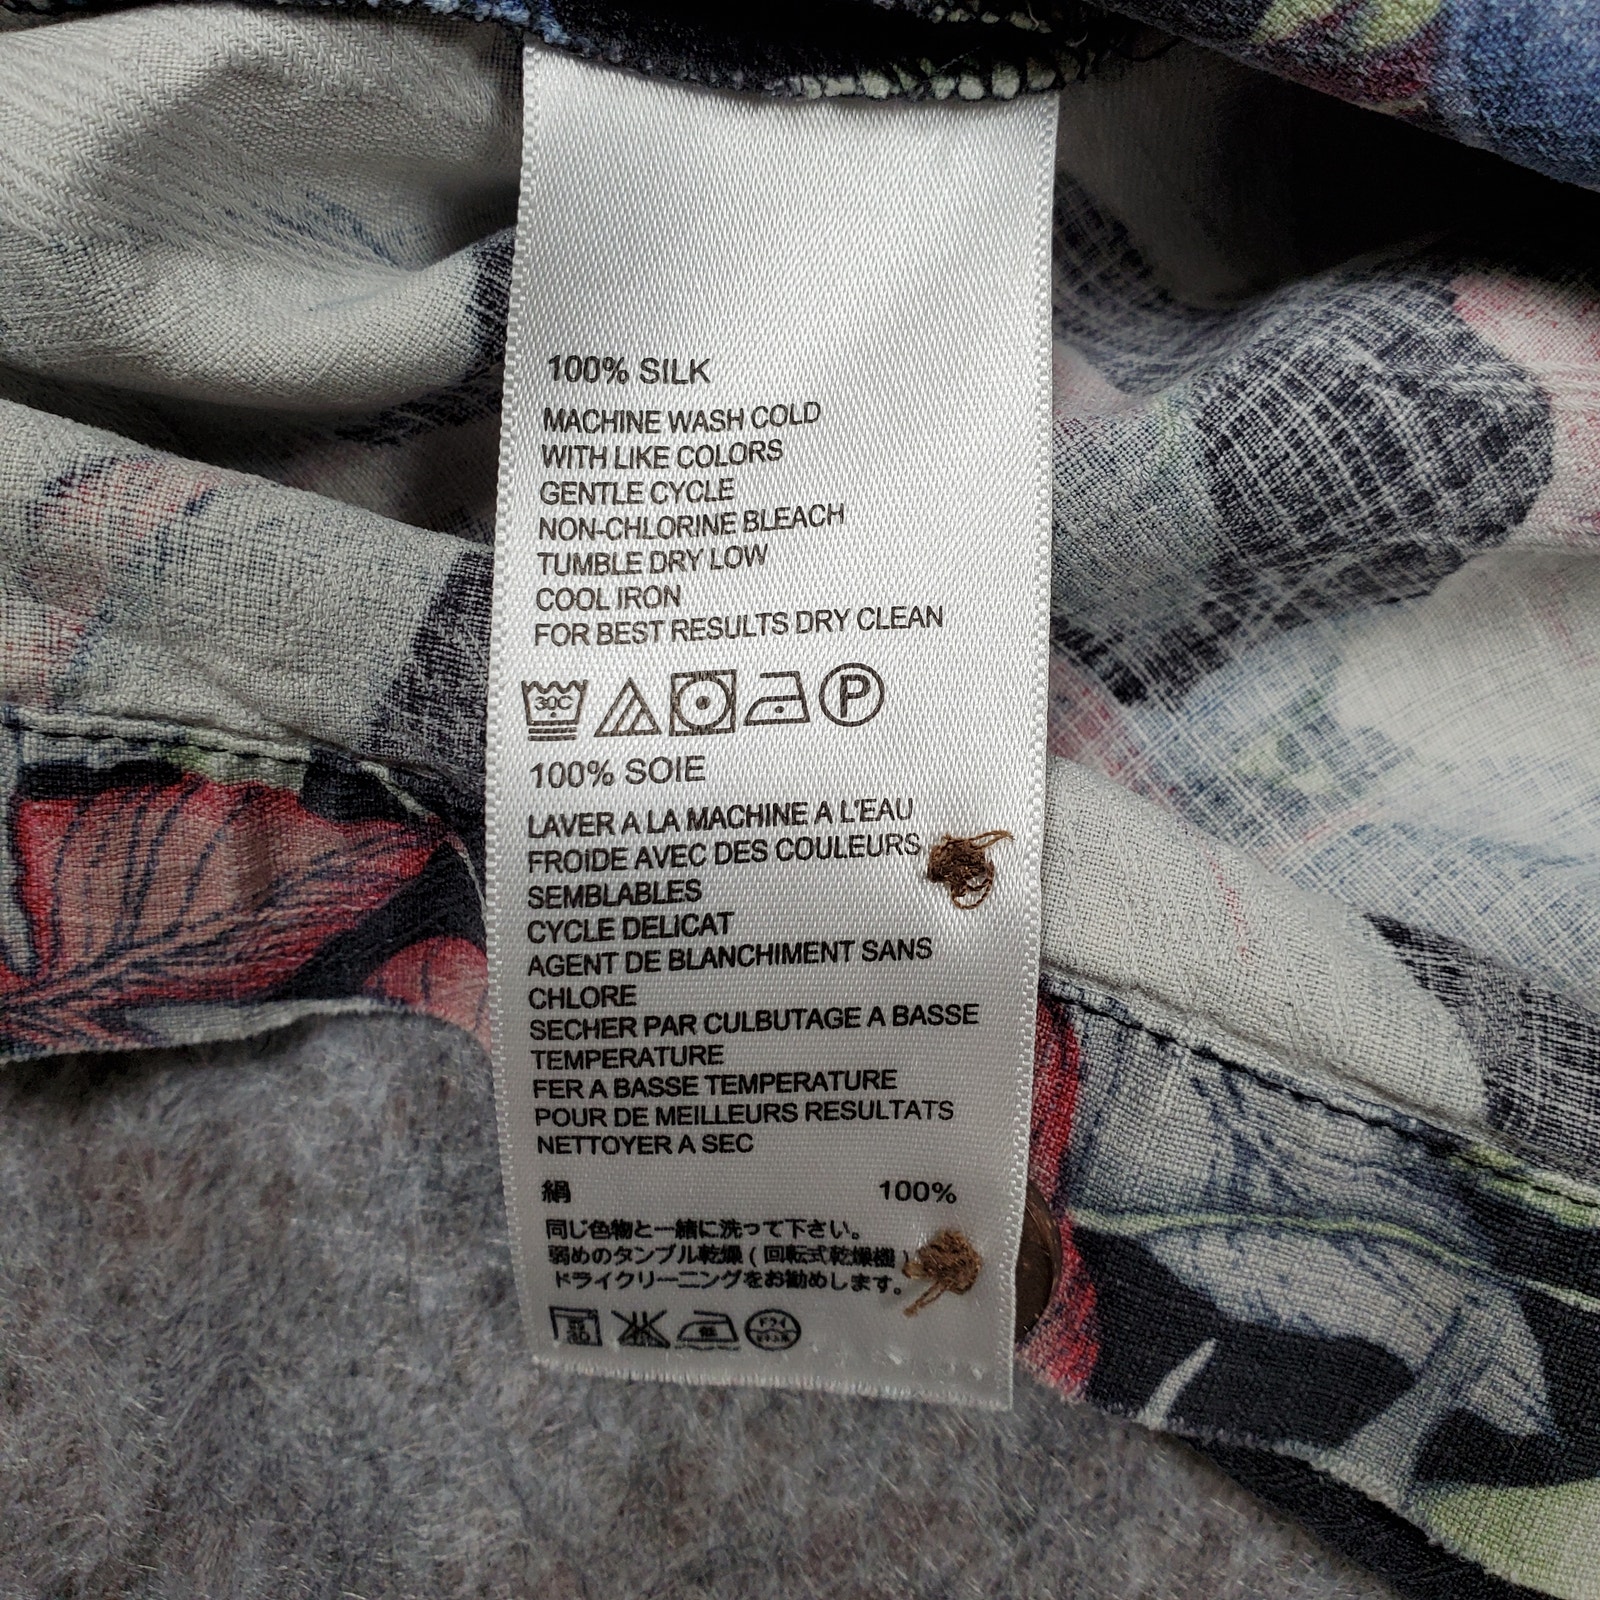 100% SILK
MACHINE WASH COLD
WITH LIKE COLORS
GENTLE CYCLE
NON-CHLORINE BLEACH
TUMBLE DRY LOW
COOL IRON
FOR BEST RESULTS DRY CLEAN
30C P
100% SOIE
LAVER A LA MACHINE A L'EAU
FROIDE AVEC DES COULEURS
SEMBLABLES
CYCLE DELICAT
AGENT DE BLANCHIMENT SANS
CHLORE
SECHER PAR CULBUTAGE A BASSE
TEMPERATURE
FER A BASSE TEMPERATURE
POUR DE MEILLEURS RESULTATS
NETTOYER A SEC
絹 100%
同じ色物と一緒に洗って下さい。
弱めのタンブル乾燥(回転式乾燥機)
ドライクリーニングをお勧めします。
ドライ